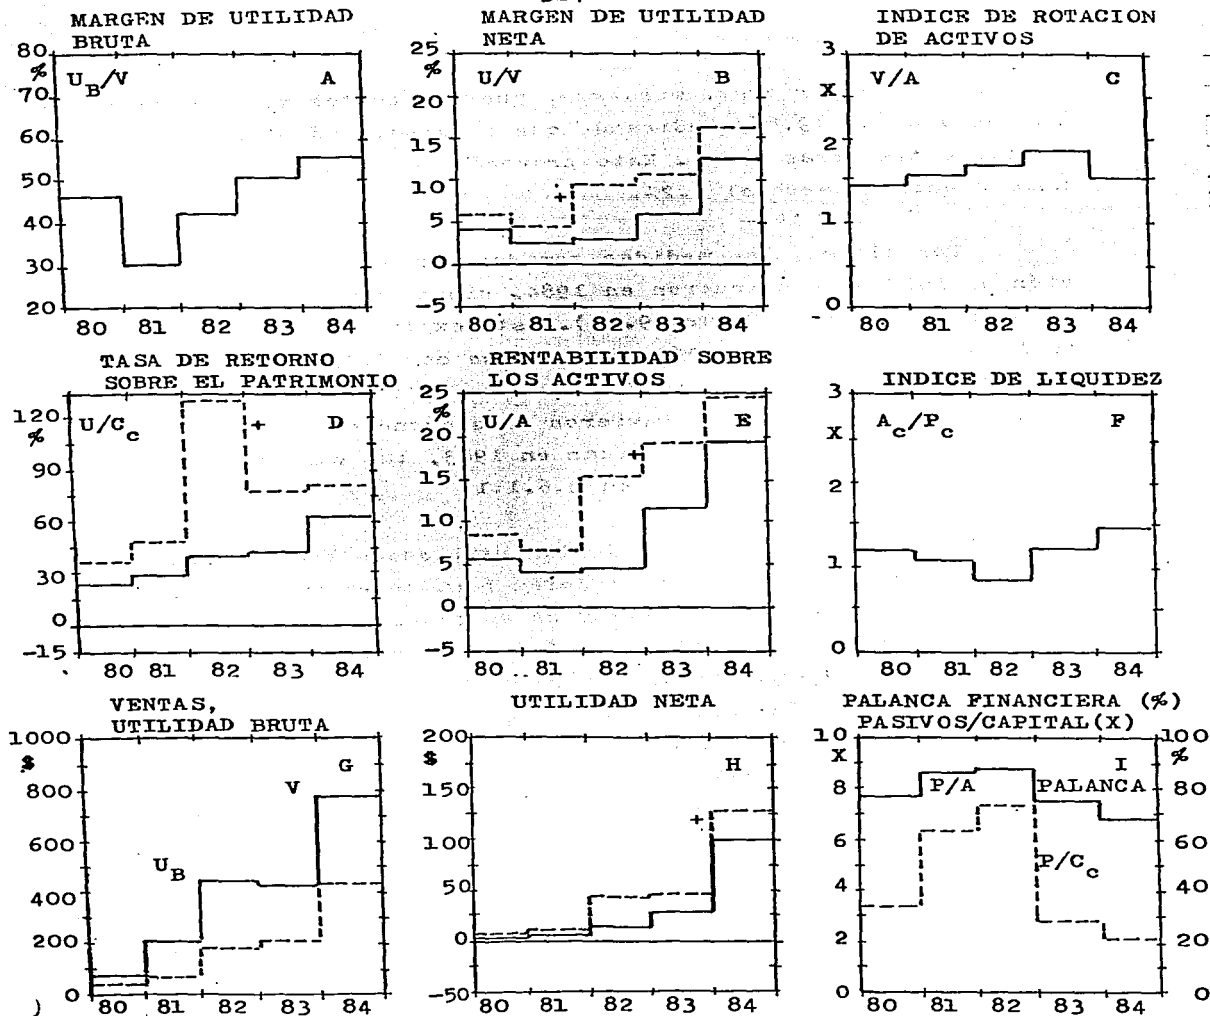 MARGEN DE UTILIDAD
BRUTA
80
%
70
60
50
40
30
20
U_B/V
A
80 81 82 83 84
MARGEN DE UTILIDAD
NETA
25
%
20
15
10
5
0
-5
U/V
B
+
80 81 82 83 84
INDICE DE ROTACION
DE ACTIVOS
3
X
2
1
0
V/A
C
80 81 82 83 84
TASA DE RETORNO
SOBRE EL PATRIMONIO
120
%
90
60
30
0
-15
U/C_c
+
D
80 81 82 83 84
RENTABILIDAD SOBRE
LOS ACTIVOS
25
%
20
15
10
5
0
-5
U/A
E
+
80 81 82 83 84
INDICE DE LIQUIDEZ
3
X
2
1
0
A_c/P_c
F
80 81 82 83 84
VENTAS,
UTILIDAD BRUTA
1000
$
800
600
400
200
0
G
V
U_B
80 81 82 83 84
UTILIDAD NETA
200
$
150
100
50
0
-50
H
+
80 81 82 83 84
PALANCA FINANCIERA (%)
PASIVOS/CAPITAL(X)
10
X
8
6
4
2
0
100
%
80
60
40
20
0
I
P/A
PALANCA
P/C_c
80 81 82 83 84